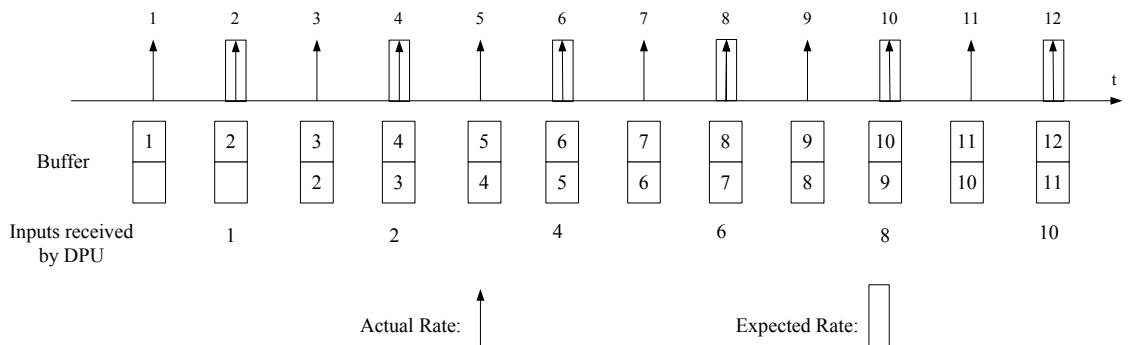 1 2 3 4 5 6 7 8 9 10 11 12
t
1 2 3 4 5 6 7 8 9 10 11 12
Buffer
2 3 4 5 6 7 8 9 10 11
Inputs received
by DPU
1 2 4 6 8 10
Actual Rate: Expected Rate: